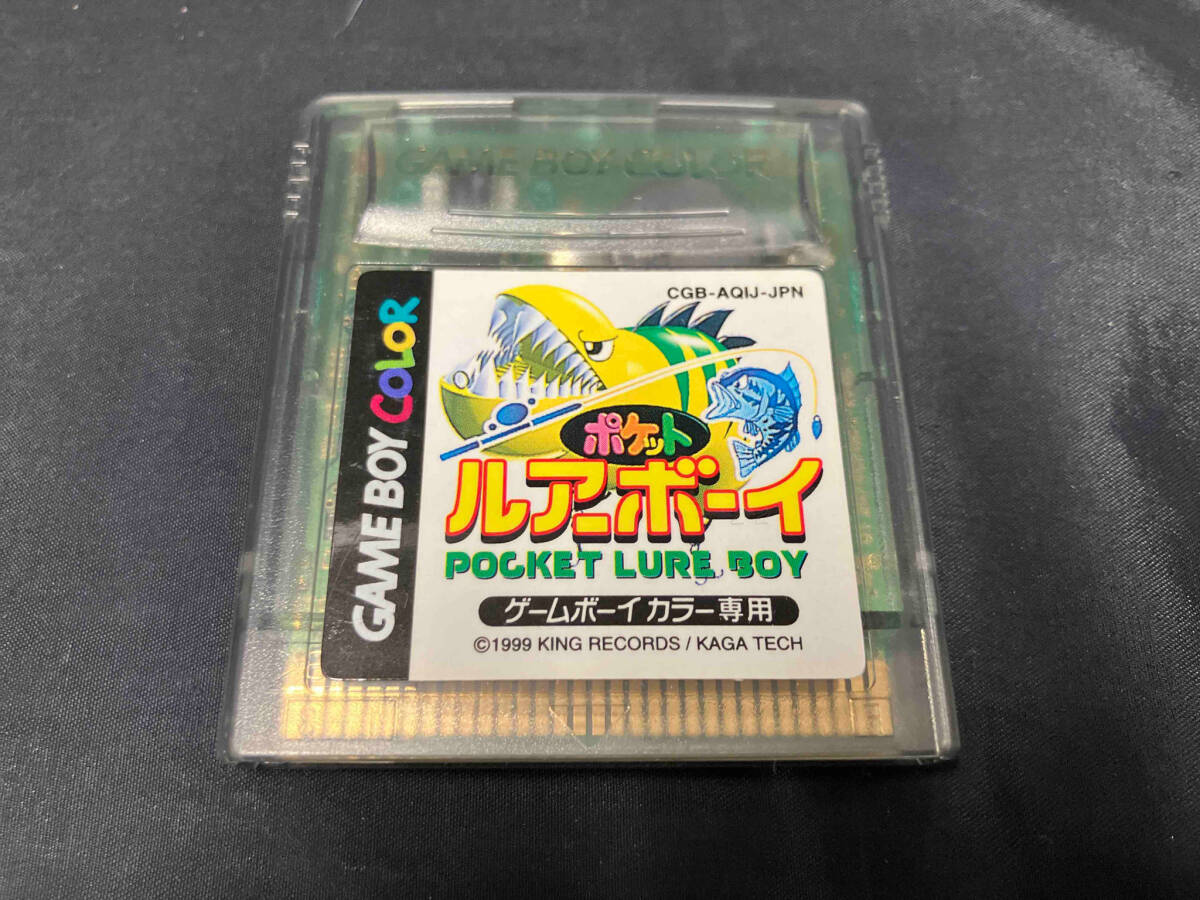 GAME BOY COLOR
GAME BOY COLOR
CGB-AQIJ-JPN
ポケット
ルアーボーイ
POCKET LURE BOY
ゲームボーイカラー専用
©1999 KING RECORDS / KAGA TECH